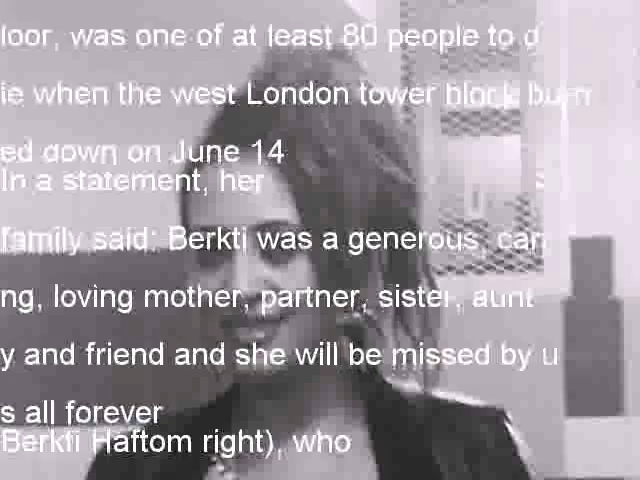 loor, was one of at least 80 people to d
ie when the west London tower block burn
ed down on June 14
In a statement, her
family said: Berkti was a generous, cari
ng, loving mother, partner, sister, aunt
y and friend and she will be missed by u
s all forever
Berkti Haftom right), who